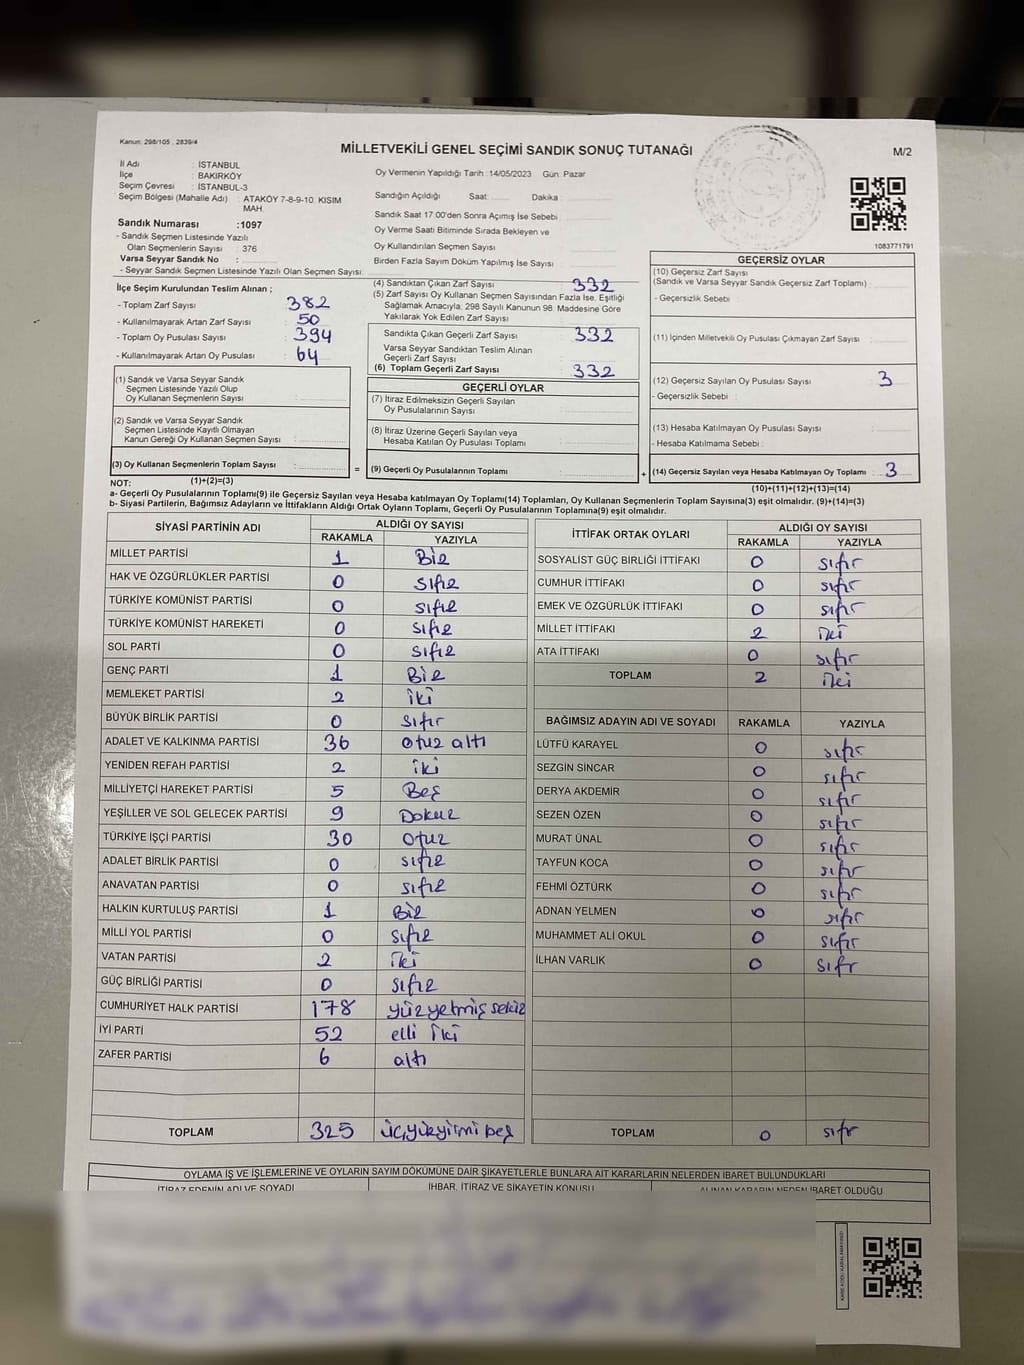 Kanun: 298/105 , 2839/4
MİLLETVEKİLİ GENEL SEÇİMİ SANDIK SONUÇ TUTANAĞI
M/2
İl Adı : İSTANBUL
İlçe : BAKIRKÖY
Seçim Çevresi : İSTANBUL-3
Seçim Bölgesi (Mahalle Adı) : ATAKÖY 7-8-9-10. KISIM MAH.
Sandık Numarası :1097
- Sandık Seçmen Listesinde Yazılı
Olan Seçmenlerin Sayısı : 376
Varsa Seyyar Sandık No :
- Seyyar Sandık Seçmen Listesinde Yazılı Olan Seçmen Sayısı:
Oy Vermenin Yapıldığı Tarih :14/05/2023 Gün: Pazar
Sandığın Açıldığı Saat: Dakika :
Sandık Saat 17:00'den Sonra Açılmış İse Sebebi :
Oy Verme Saati Bitiminde Sırada Bekleyen ve
Oy Kullandırılan Seçmen Sayısı :
Birden Fazla Sayım Döküm Yapılmış İse Sayısı :
1083771791
İlçe Seçim Kurulundan Teslim Alınan ;
- Toplam Zarf Sayısı : 382
- Kullanılmayarak Artan Zarf Sayısı : 50
- Toplam Oy Pusulası Sayısı : 394
- Kullanılmayarak Artan Oy Pusulası : 64
(1) Sandık ve Varsa Seyyar Sandık
Seçmen Listesinde Yazılı Olup
Oy Kullanan Seçmenlerin Sayısı :
(2) Sandık ve Varsa Seyyar Sandık
Seçmen Listesinde Kayıtlı Olmayan
Kanun Gereği Oy Kullanan Seçmen Sayısı :
(3) Oy Kullanan Seçmenlerin Toplam Sayısı :
(4) Sandıktan Çıkan Zarf Sayısı : 332
(5) Zarf Sayısı Oy Kullanan Seçmen Sayısından Fazla İse, Eşitliği
Sağlamak Amacıyla, 298 Sayılı Kanunun 98. Maddesine Göre
Yakılarak Yok Edilen Zarf Sayısı :
Sandıkta Çıkan Geçerli Zarf Sayısı : 332
Varsa Seyyar Sandıktan Teslim Alınan
Geçerli Zarf Sayısı :
(6) Toplam Geçerli Zarf Sayısı : 332
GEÇERLİ OYLAR
(7) İtiraz Edilmeksizin Geçerli Sayılan
Oy Pusulalarının Sayısı :
(8) İtiraz Üzerine Geçerli Sayılan veya
Hesaba Katılan Oy Pusulası Toplamı :
= (9) Geçerli Oy Pusulalarının Toplamı :
GEÇERSİZ OYLAR
(10) Geçersiz Zarf Sayısı
(Sandık ve Varsa Seyyar Sandık Geçersiz Zarf Toplamı) :
- Geçersizlik Sebebi :
(11) İçinden Milletvekili Oy Pusulası Çıkmayan Zarf Sayısı :
(12) Geçersiz Sayılan Oy Pusulası Sayısı : 3
- Geçersizlik Sebebi :
(13) Hesaba Katılmayan Oy Pusulası Sayısı :
- Hesaba Katılmama Sebebi :
+ (14) Geçersiz Sayılan veya Hesaba Katılmayan Oy Toplamı : 3
NOT: (1)+(2)=(3)
(10)+(11)+(12)+(13)=(14)
a- Geçerli Oy Pusulalarının Toplamı(9) ile Geçersiz Sayılan veya Hesaba katılmayan Oy Toplamı(14) Toplamları, Oy Kullanan Seçmenlerin Toplam Sayısına(3) eşit olmalıdır. (9)+(14)=(3)
b- Siyasi Partilerin, Bağımsız Adayların ve İttifakların Aldığı Ortak Oyların Toplamı, Geçerli Oy Pusulalarının Toplamına(9) eşit olmalıdır.
SİYASİ PARTİNİN ADI ALDIĞI OY SAYISI
RAKAMLA YAZIYLA
MİLLET PARTİSİ 1 Bir
HAK VE ÖZGÜRLÜKLER PARTİSİ 0 sıfır
TÜRKİYE KOMÜNİST PARTİSİ 0 sıfır
TÜRKİYE KOMÜNİST HAREKETİ 0 sıfır
SOL PARTİ 0 sıfır
GENÇ PARTİ 1 Bir
MEMLEKET PARTİSİ 2 iki
BÜYÜK BİRLİK PARTİSİ 0 sıfır
ADALET VE KALKINMA PARTİSİ 36 otuz altı
YENİDEN REFAH PARTİSİ 2 iki
MİLLİYETÇİ HAREKET PARTİSİ 5 Beş
YEŞİLLER VE SOL GELECEK PARTİSİ 9 Dokuz
TÜRKİYE İŞÇİ PARTİSİ 30 otuz
ADALET BİRLİK PARTİSİ 0 sıfır
ANAVATAN PARTİSİ 0 sıfır
HALKIN KURTULUŞ PARTİSİ 1 Bir
MİLLİ YOL PARTİSİ 0 sıfır
VATAN PARTİSİ 2 iki
GÜÇ BİRLİĞİ PARTİSİ 0 sıfır
CUMHURİYET HALK PARTİSİ 178 yüz yetmiş sekiz
İYİ PARTİ 52 elli iki
ZAFER PARTİSİ 6 altı
TOPLAM 325 üçyüzyirmi beş
İTTİFAK ORTAK OYLARI ALDIĞI OY SAYISI
RAKAMLA YAZIYLA
SOSYALİST GÜÇ BİRLİĞİ İTTİFAKI 0 sıfır
CUMHUR İTTİFAKI 0 sıfır
EMEK VE ÖZGÜRLÜK İTTİFAKI 0 sıfır
MİLLET İTTİFAKI 2 iki
ATA İTTİFAKI 0 sıfır
TOPLAM 2 iki
BAĞIMSIZ ADAYIN ADI VE SOYADI RAKAMLA YAZIYLA
LÜTFÜ KARAYEL 0 sıfır
SEZGİN SİNCAR 0 sıfır
DERYA AKDEMİR 0 sıfır
SEZEN ÖZEN 0 sıfır
MURAT ÜNAL 0 sıfır
TAYFUN KOCA 0 sıfır
FEHMİ ÖZTÜRK 0 sıfır
ADNAN YELMEN 0 sıfır
MUHAMMET ALİ OKUL 0 sıfır
İLHAN VARLIK 0 sıfr
TOPLAM 0 sıfr
OYLAMA İŞ VE İŞLEMLERİNE VE OYLARIN SAYIM DÖKÜMÜNE DAİR ŞİKAYETLERLE BUNLARA AİT KARARLARIN NELERDEN İBARET BULUNDUKLARI
İTİRAZ EDENİN ADI VE SOYADI İHBAR, İTİRAZ VE ŞİKAYETİN KONUSU ALINAN KARARIN NEDEN İBARET OLDUĞU